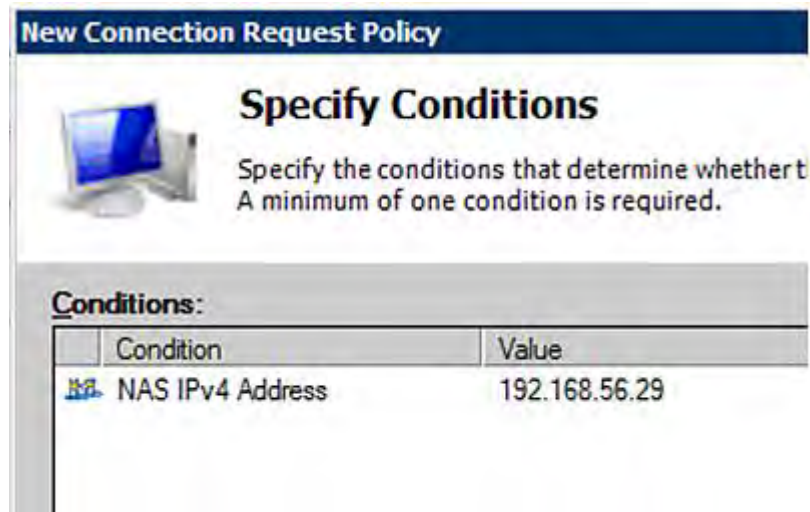 New Connection Request Policy
Specify Conditions
Specify the conditions that determine whether t
A minimum of one condition is required.
Conditions:
Condition Value
NAS IPv4 Address 192.168.56.29